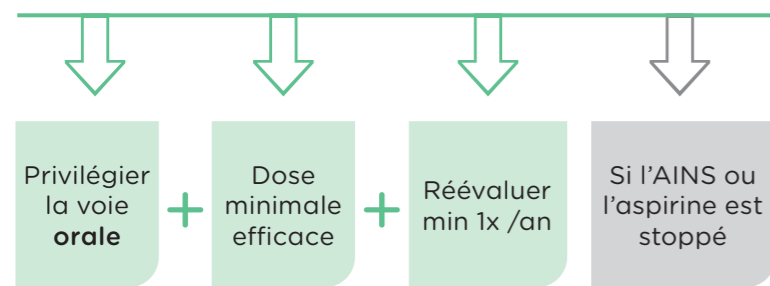 Privilégier
la voie
orale
+
Dose
minimale
efficace
+
Réévaluer
min 1x /an
Si l'AINS ou
l'aspirine est
stoppé